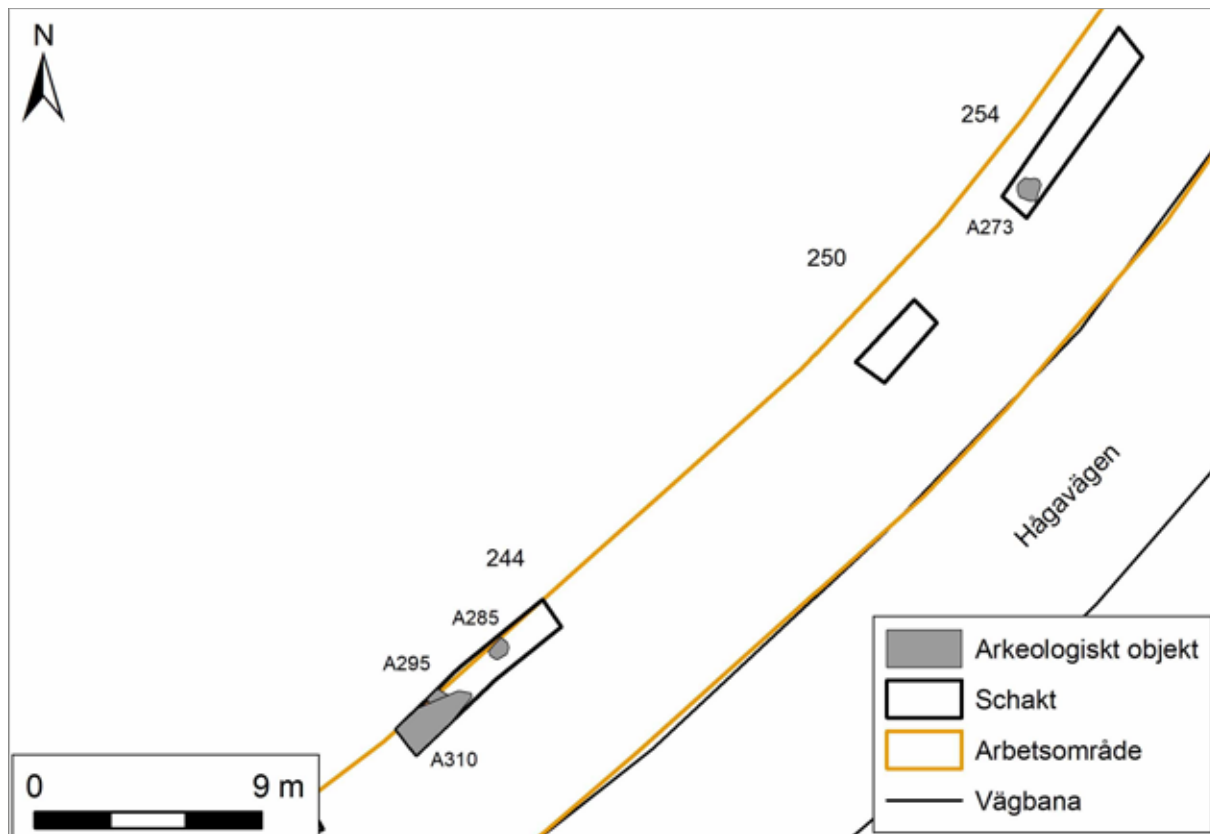 N
254
A273
250
Hågavägen
244
A285
A295
A310
0 9 m
Arkeologiskt objekt
Schakt
Arbetsområde
Vägbana